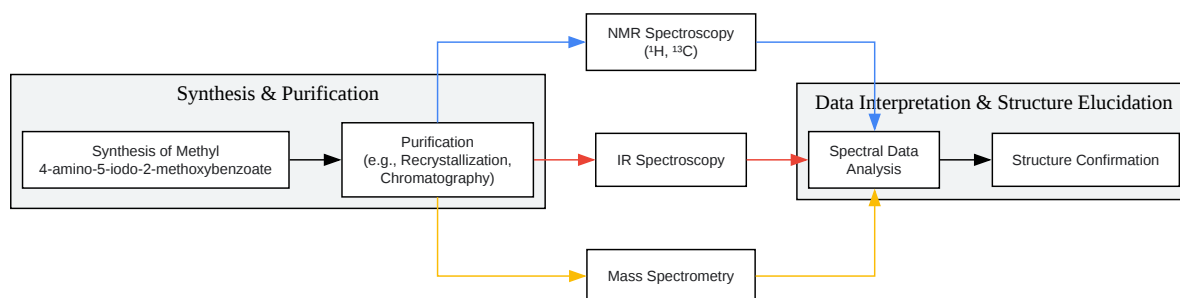 NMR Spectroscopy
(¹H, ¹³C)
Synthesis & Purification
Data Interpretation & Structure Elucidation
Synthesis of Methyl
4-amino-5-iodo-2-methoxybenzoate
Purification
(e.g., Recrystallization,
Chromatography)
IR Spectroscopy
Spectral Data
Analysis
Structure Confirmation
Mass Spectrometry